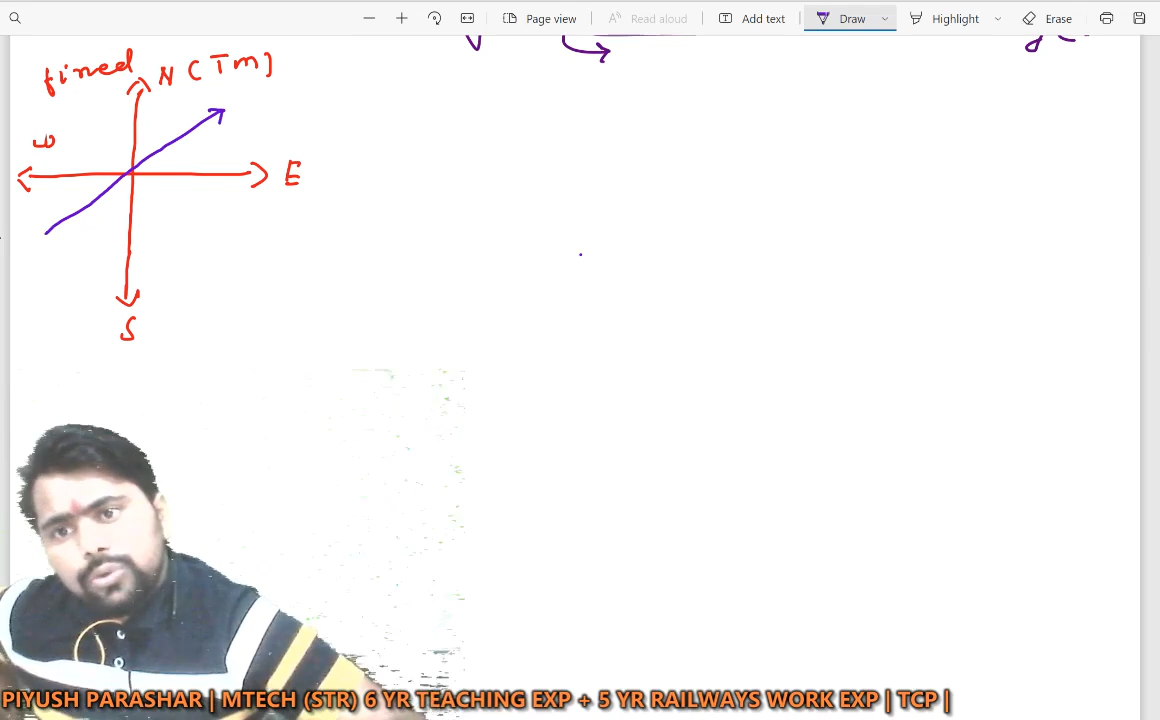 Page view
Read aloud
Add text
Draw
Highlight
Erase
fixed N (Tm)
W
E
S
PIYUSH PARASHAR | MTECH (STR) 6 YR TEACHING EXP + 5 YR RAILWAYS WORK EXP | TCP |